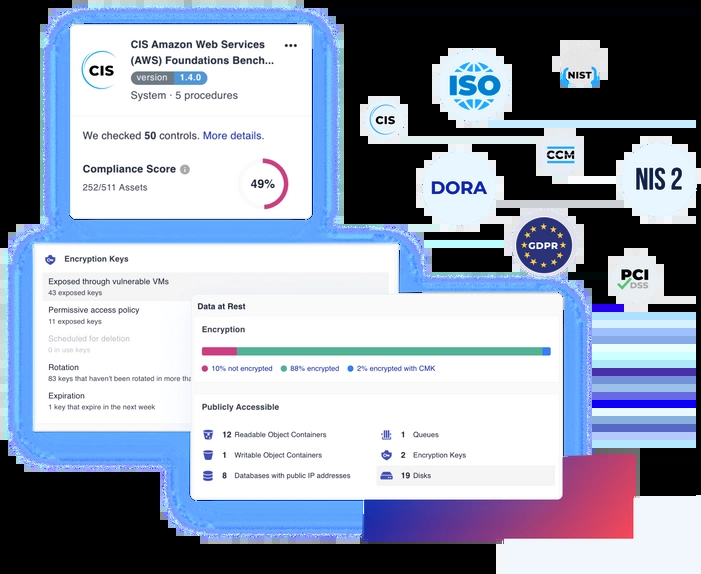 CIS
CIS Amazon Web Services
(AWS) Foundations Bench...
version 1.4.0
System · 5 procedures
We checked 50 controls. More details.
Compliance Score
252/511 Assets
49%
ISO
NIST
CIS
CCM
DORA
NIS 2
GDPR
PCI
DSS
Encryption Keys
Exposed through vulnerable VMs
43 exposed keys
Permissive access policy
11 exposed keys
Scheduled for deletion
0 in use keys
Rotation
83 keys that haven't been rotated in more tha
Expiration
1 key that expire in the next week
Data at Rest
Encryption
10% not encrypted 88% encrypted 2% encrypted with CMK
Publicly Accessible
12 Readable Object Containers
1 Queues
1 Writable Object Containers
2 Encryption Keys
8 Databases with public IP addresses
19 Disks